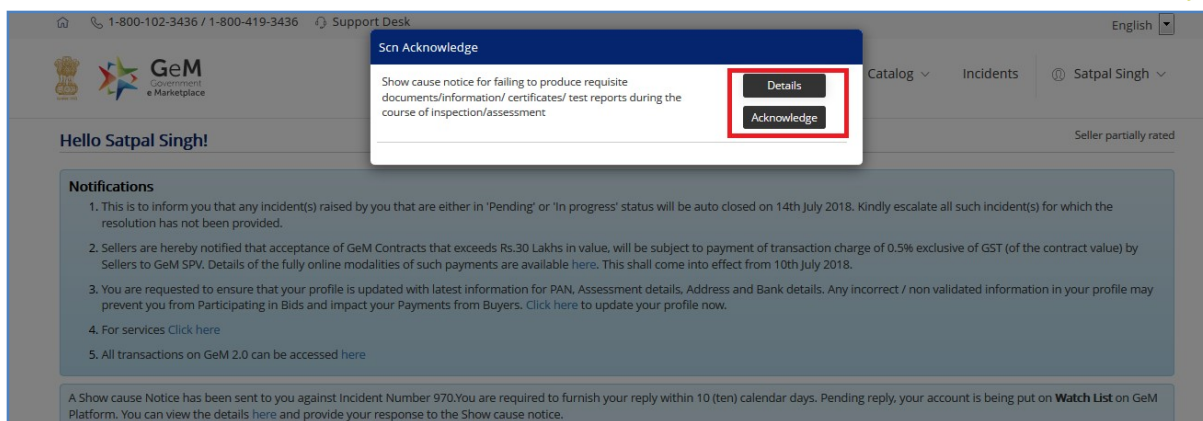 1-800-102-3436 / 1-800-419-3436 Support Desk English
Scn Acknowledge
GeM
Government
e Marketplace
Show cause notice for failing to produce requisite
documents/information/ certificates/ test reports during the
course of inspection/assessment
Details
Acknowledge
Catalog Incidents Satpal Singh
Hello Satpal Singh!
Seller partially rated
Notifications
1. This is to inform you that any incident(s) raised by you that are either in 'Pending' or 'In progress' status will be auto closed on 14th July 2018. Kindly escalate all such incident(s) for which the
resolution has not been provided.
2. Sellers are hereby notified that acceptance of GeM Contracts that exceeds Rs.30 Lakhs in value, will be subject to payment of transaction charge of 0.5% exclusive of GST (of the contract value) by
Sellers to GeM SPV. Details of the fully online modalities of such payments are available here. This shall come into effect from 10th July 2018.
3. You are requested to ensure that your profile is updated with latest information for PAN, Assessment details, Address and Bank details. Any incorrect / non validated information in your profile may
prevent you from Participating in Bids and impact your Payments from Buyers. Click here to update your profile now.
4. For services Click here
5. All transactions on GeM 2.0 can be accessed here
A Show cause Notice has been sent to you against Incident Number 970.You are required to furnish your reply within 10 (ten) calendar days. Pending reply, your account is being put on Watch List on GeM
Platform. You can view the details here and provide your response to the Show cause notice.